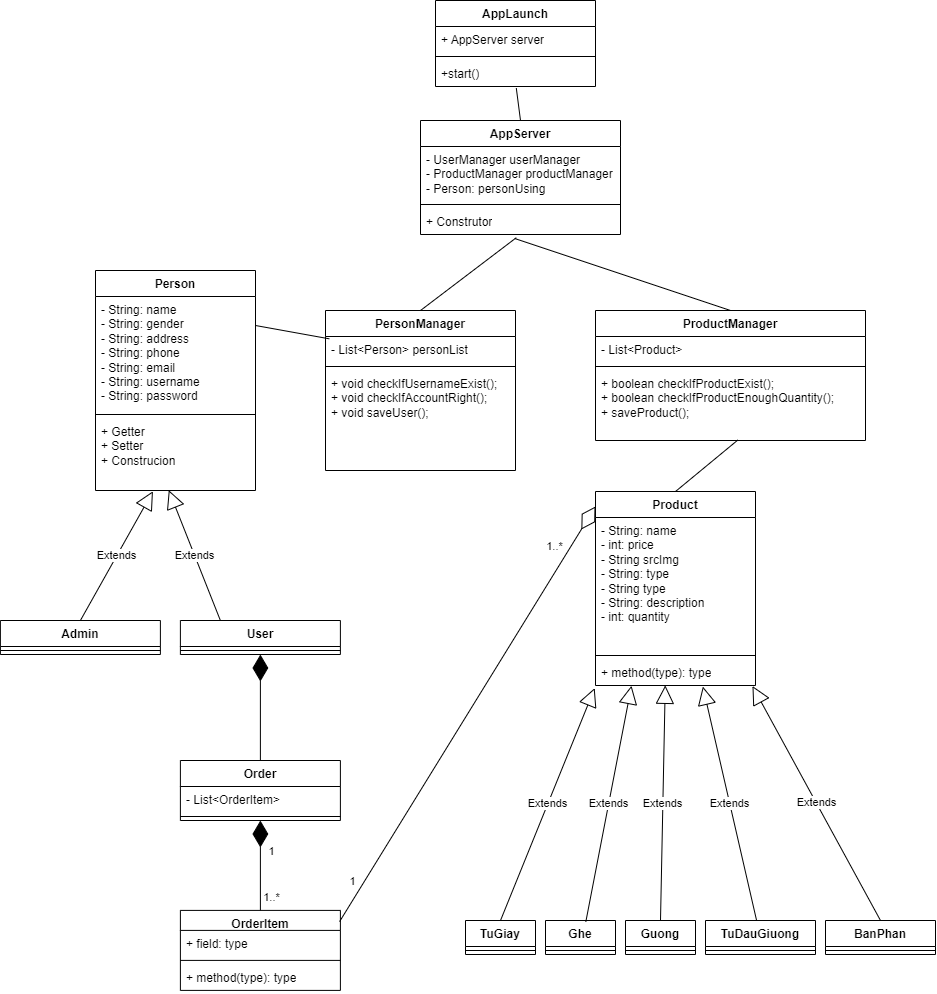 AppLaunch
+ AppServer server
+start()
AppServer
- UserManager userManager
- ProductManager productManager
- Person: personUsing
+ Construtor
Person
- String: name
- String: gender
- String: address
- String: phone
- String: email
- String: username
- String: password
+ Getter
+ Setter
+ Construcion
PersonManager
- List<Person> personList
+ void checkIfUsernameExist();
+ void checkIfAccountRight();
+ void saveUser();
ProductManager
- List<Product>
+ boolean checkIfProductExist();
+ boolean checkIfProductEnoughQuantity();
+ saveProduct();
Product
- String: name
- int: price
- String srcImg
- String: type
- String type
- String: description
- int: quantity
+ method(type): type
1..*
Extends
Extends
Admin
User
Order
- List<OrderItem>
1
1..*
1
OrderItem
+ field: type
+ method(type): type
Extends
Extends
Extends
Extends
Extends
TuGiay
Ghe
Guong
TuDauGiuong
BanPhan